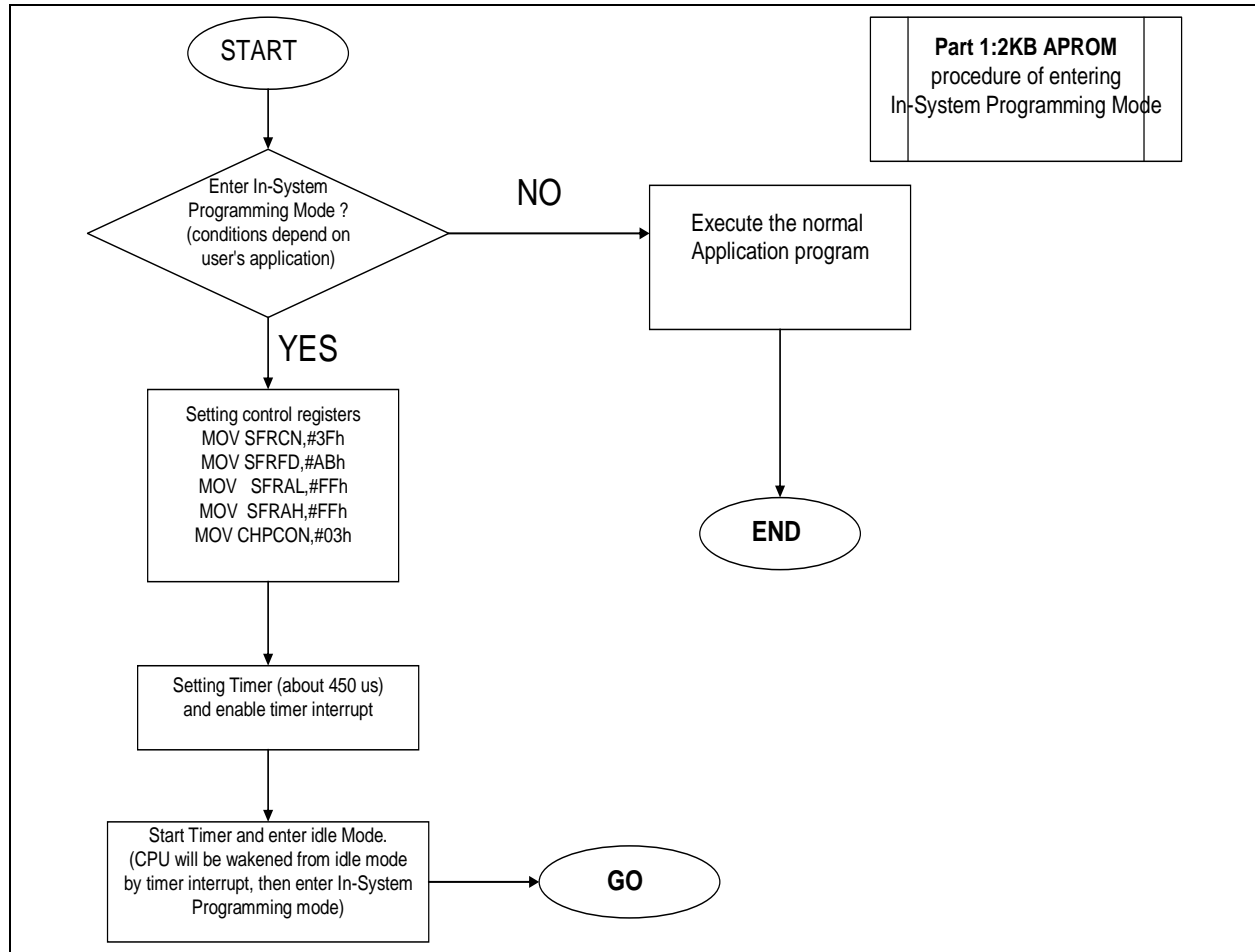 START
Part 1:2KB APROM
procedure of entering
In-System Programming Mode
Enter In-System
Programming Mode ?
(conditions depend on
user's application)
NO
Execute the normal
Application program
YES
Setting control registers
MOV SFRCN,#3Fh
MOV SFRFD,#ABh
MOV SFRAL,#FFh
MOV SFRAH,#FFh
MOV CHPCON,#03h
END
Setting Timer (about 450 us)
and enable timer interrupt
Start Timer and enter idle Mode.
(CPU will be wakened from idle mode
by timer interrupt, then enter In-System
Programming mode)
GO